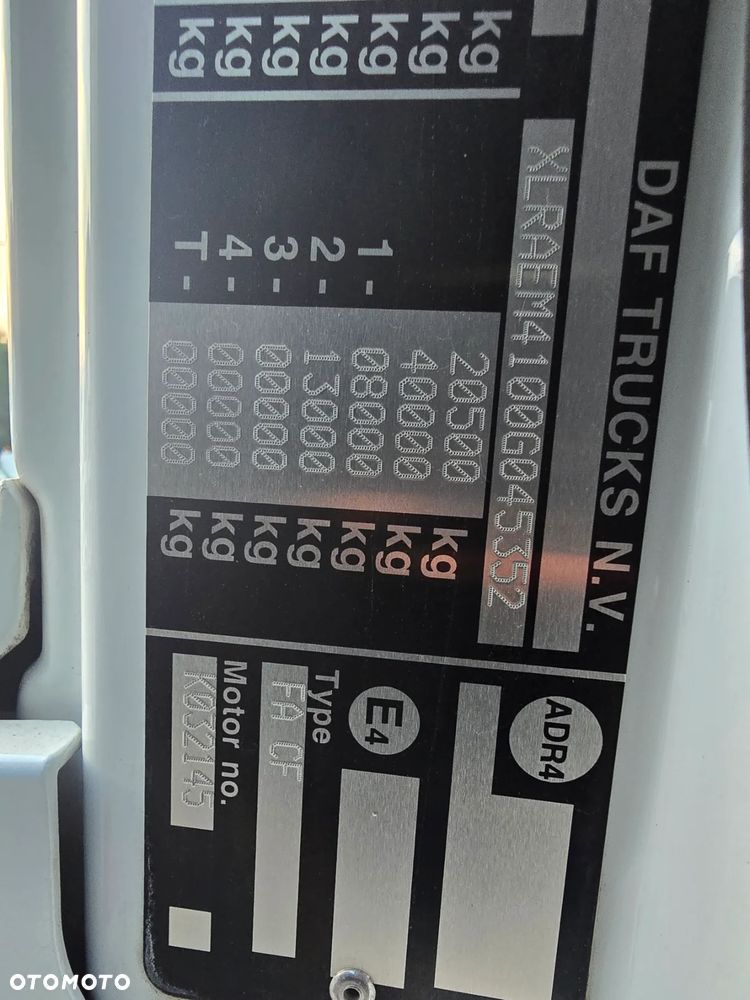 DAF TRUCKS N.V.
XLRAEM4100G045352
kg 20500 kg
kg 40000 kg
kg 1- 08000 kg
kg 2- 13000 kg
kg 3- 00000 kg
kg 4- 00000 kg
kg T- 00000 kg
ADR4
E4
Type
FA CF
Motor no.
K032145
OTOMOTO